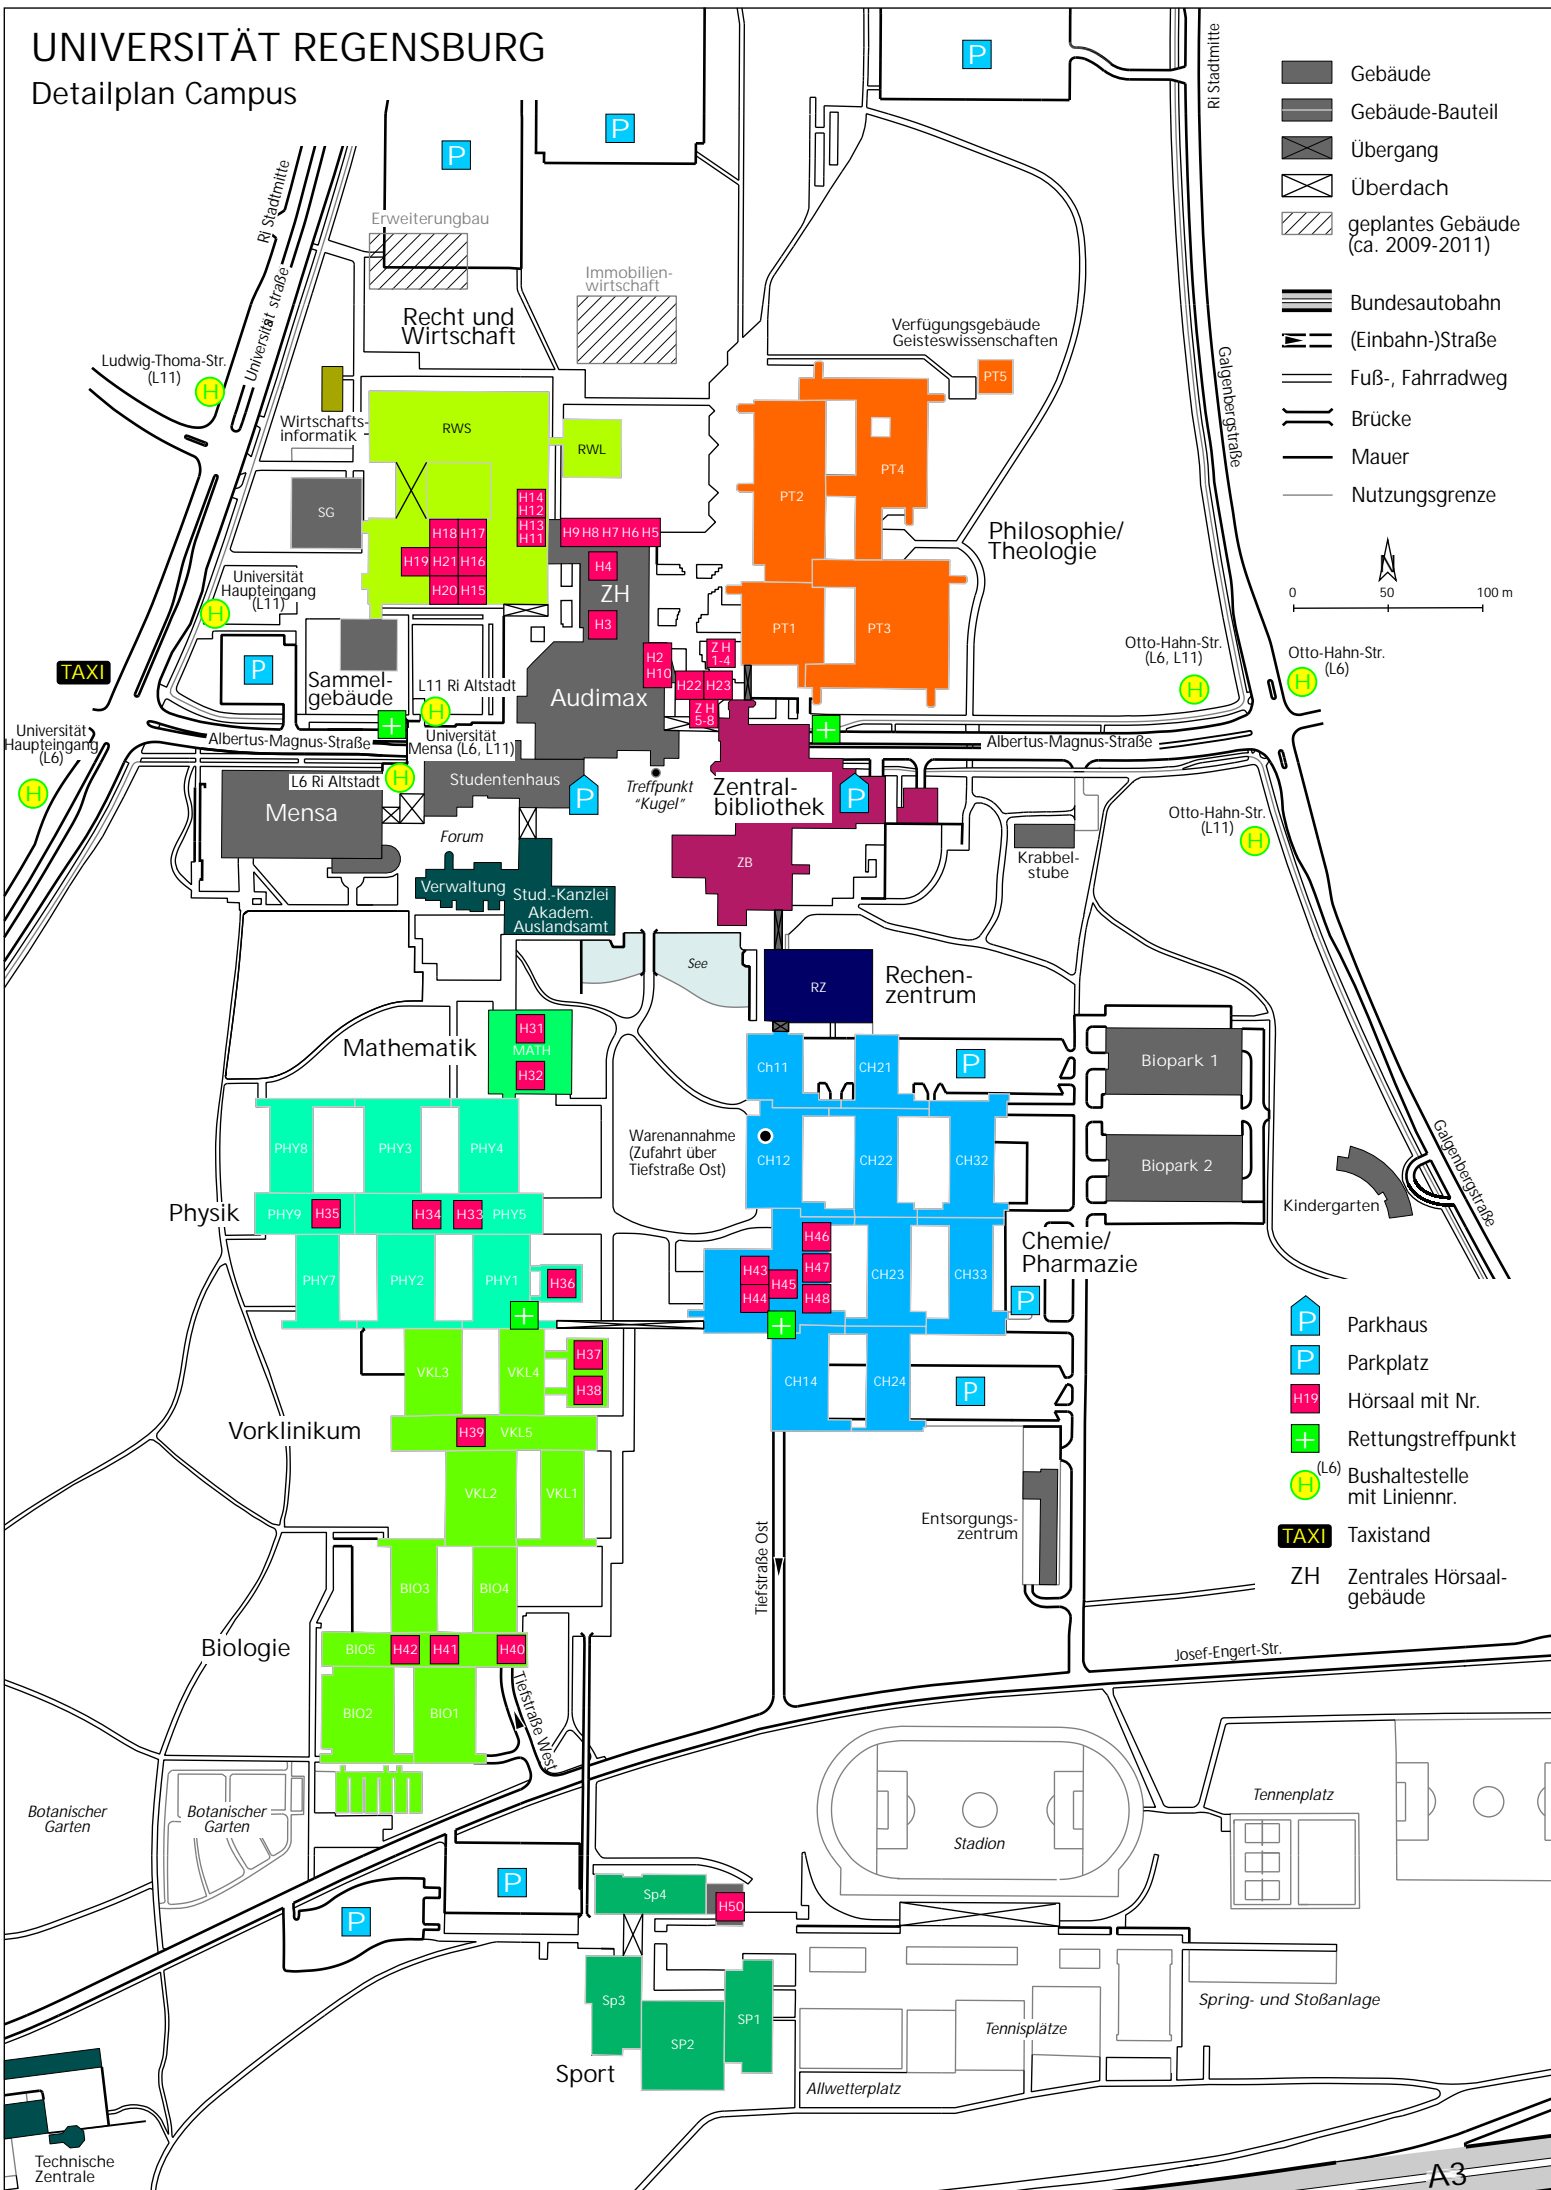 UNIVERSITÄT REGENSBURG
Detailplan Campus
P
P
P
Ri Stadtmitte
Ri Stadtmitte
Gebäude
Gebäude-Bauteil
Übergang
Überdach
geplantes Gebäude
(ca. 2009-2011)
Bundesautobahn
(Einbahn-)Straße
Fuß-, Fahrradweg
Brücke
Mauer
Nutzungsgrenze
N
0 50 100 m
Erweiterungbau
Immobilien-
wirtschaft
Recht und
Wirtschaft
Universität straße
Ludwig-Thoma-Str.
(L11)
H
Wirtschafts-
informatik
RWS
RWL
SG
H14
H12
H13
H11
H9 H8 H7 H6 H5
H18 H17
H19 H21 H16
H20 H15
H4
ZH
H3
H2
H10
Z H
1-4
H22 H23
Z H
5-8
Verfügungsgebäude
Geisteswissenschaften
PT5
PT4
PT2
PT1
PT3
Philosophie/
Theologie
Galgenbergstraße
Universität
Haupteingang
(L11)
H
TAXI
P
Sammel-
gebäude
L11 Ri Altstadt
H
Audimax
Universität
Mensa (L6, L11)
Otto-Hahn-Str.
(L6, L11)
H
Otto-Hahn-Str.
(L6)
H
Universität
Haupteingang
(L6)
H
Albertus-Magnus-Straße
Albertus-Magnus-Straße
L6 Ri Altstadt
H
Studentenhaus
P
Treffpunkt
“Kugel”
Zentral-
bibliothek
P
Mensa
Forum
Otto-Hahn-Str.
(L11)
H
Krabbel-
stube
ZB
Verwaltung
Stud.-Kanzlei
Akadem.
Auslandsamt
See
RZ
Rechen-
zentrum
Mathematik
H31
MATH
H32
Ch11
CH21
P
Biopark 1
Biopark 2
Warenannahme
(Zufahrt über
Tiefstraße Ost)
CH12
CH22
CH32
Kindergarten
Galgenbergstraße
PHY8
PHY3
PHY4
Physik
PHY9
H35
H34
H33
PHY5
PHY7
PHY2
PHY1
H36
H46
H43
H47
H45
H44
H48
CH23
CH33
Chemie/
Pharmazie
P
H37
H38
VKL3
VKL4
CH14
CH24
P
Vorklinikum
H39
VKL5
VKL2
VKL1
Entsorgungs-
zentrum
Tiefstraße Ost
P Parkhaus
P Parkplatz
H19 Hörsaal mit Nr.
Rettungstreffpunkt
H (L6) Bushaltestelle
mit Liniennr.
TAXI Taxistand
ZH Zentrales Hörsaal-
gebäude
BIO3
BIO4
Biologie
BIO5
H42
H41
H40
BIO2
BIO1
Tiefstraße West
Josef-Engert-Str.
Botanischer
Garten
Botanischer
Garten
Stadion
Tennenplatz
P
P
Sp4
H50
Sp3
SP2
SP1
Sport
Spring- und Stoßanlage
Tennisplätze
Allwetterplatz
Technische
Zentrale
A3